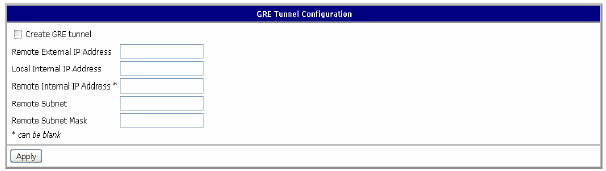 GRE Tunnel Configuration
Create GRE tunnel
Remote External IP Address
Local Internal IP Address
Remote Internal IP Address *
Remote Subnet
Remote Subnet Mask
* can be blank
Apply